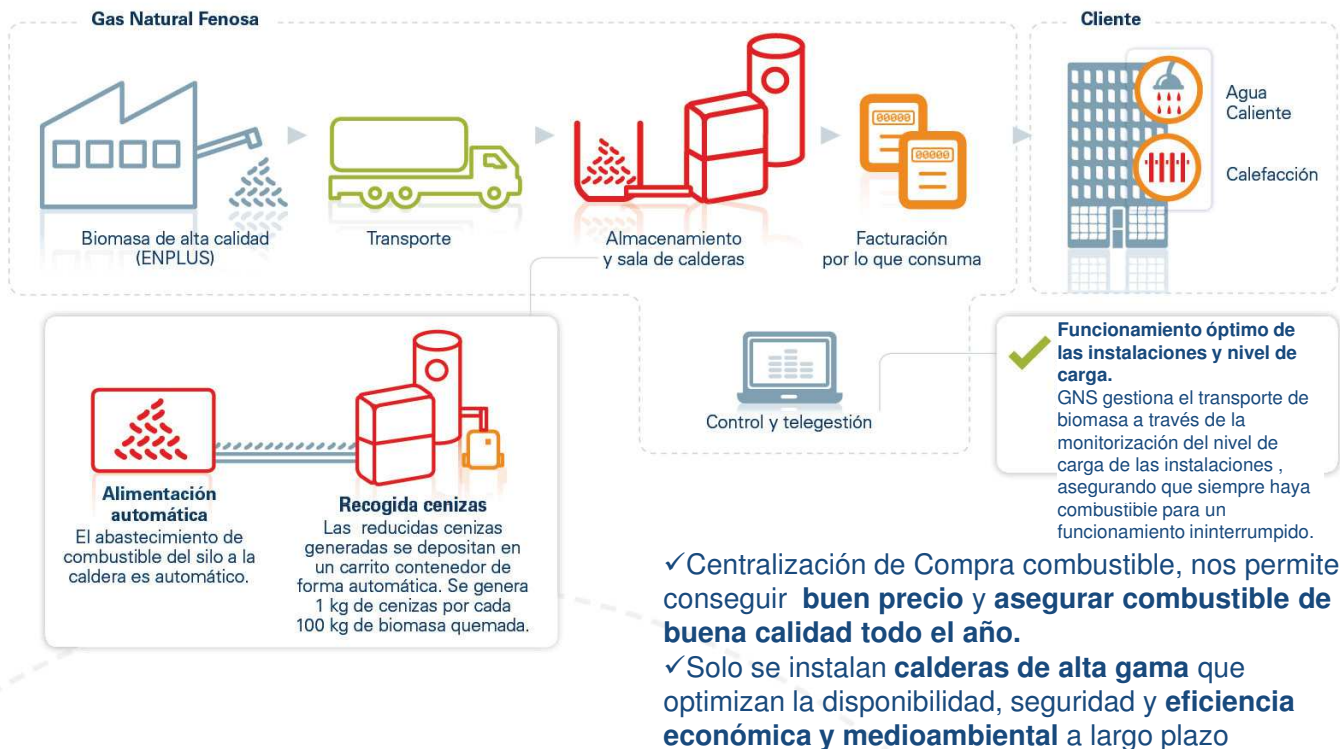 Gas Natural Fenosa
Cliente
Agua
Caliente
Calefacción
00000
00000
Biomasa de alta calidad
(ENPLUS)
Transporte
Almacenamiento
y sala de calderas
Facturación
por lo que consuma
Control y telegestión
Alimentación
automática
El abastecimiento de
combustible del silo a la
caldera es automático.
Recogida cenizas
Las reducidas cenizas
generadas se depositan en
un carrito contenedor de
forma automática. Se genera
1 kg de cenizas por cada
100 kg de biomasa quemada.
Funcionamiento óptimo de
las instalaciones y nivel de
carga.
GNS gestiona el transporte de
biomasa a través de la
monitorización del nivel de
carga de las instalaciones ,
asegurando que siempre haya
combustible para un
funcionamiento ininterrumpido.
✓Centralización de Compra combustible, nos permite
conseguir buen precio y asegurar combustible de
buena calidad todo el año.
✓Solo se instalan calderas de alta gama que
optimizan la disponibilidad, seguridad y eficiencia
económica y medioambiental a largo plazo